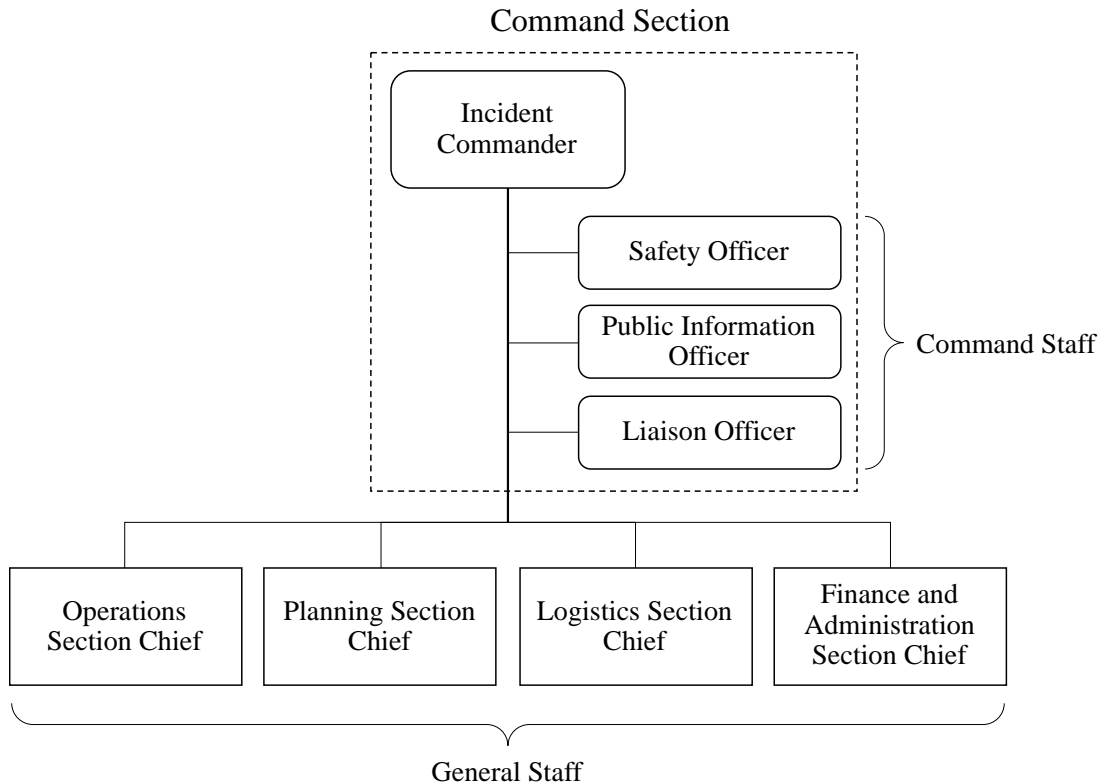 Command Section
Incident
Commander
Safety Officer
Public Information
Officer
Command Staff
Liaison Officer
Operations
Section Chief
Planning Section
Chief
Logistics Section
Chief
Finance and
Administration
Section Chief
General Staff